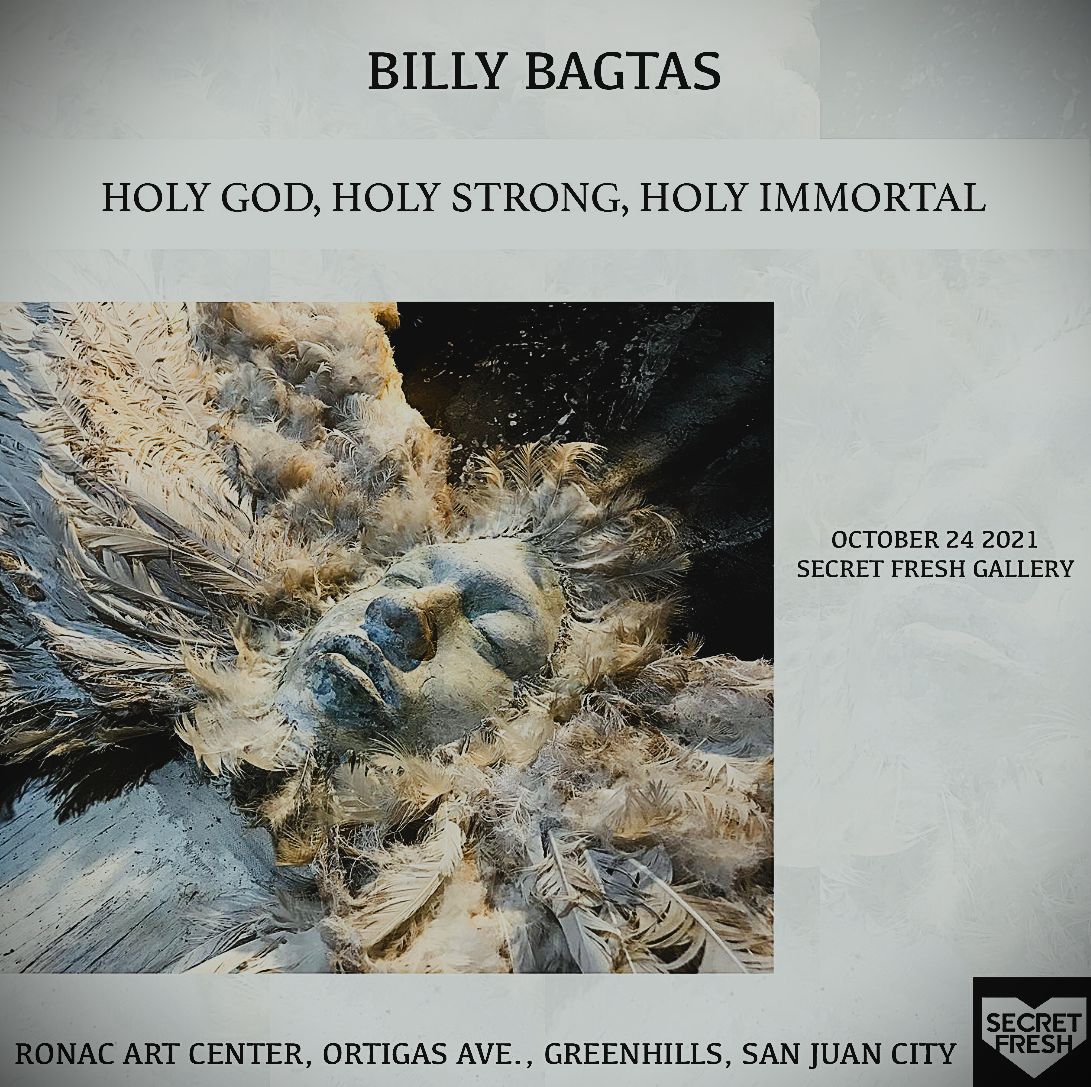 BILLY BAGTAS
HOLY GOD, HOLY STRONG, HOLY IMMORTAL
OCTOBER 24 2021
SECRET FRESH GALLERY
RONAC ART CENTER, ORTIGAS AVE., GREENHILLS, SAN JUAN CITY
SECRET
FRESH